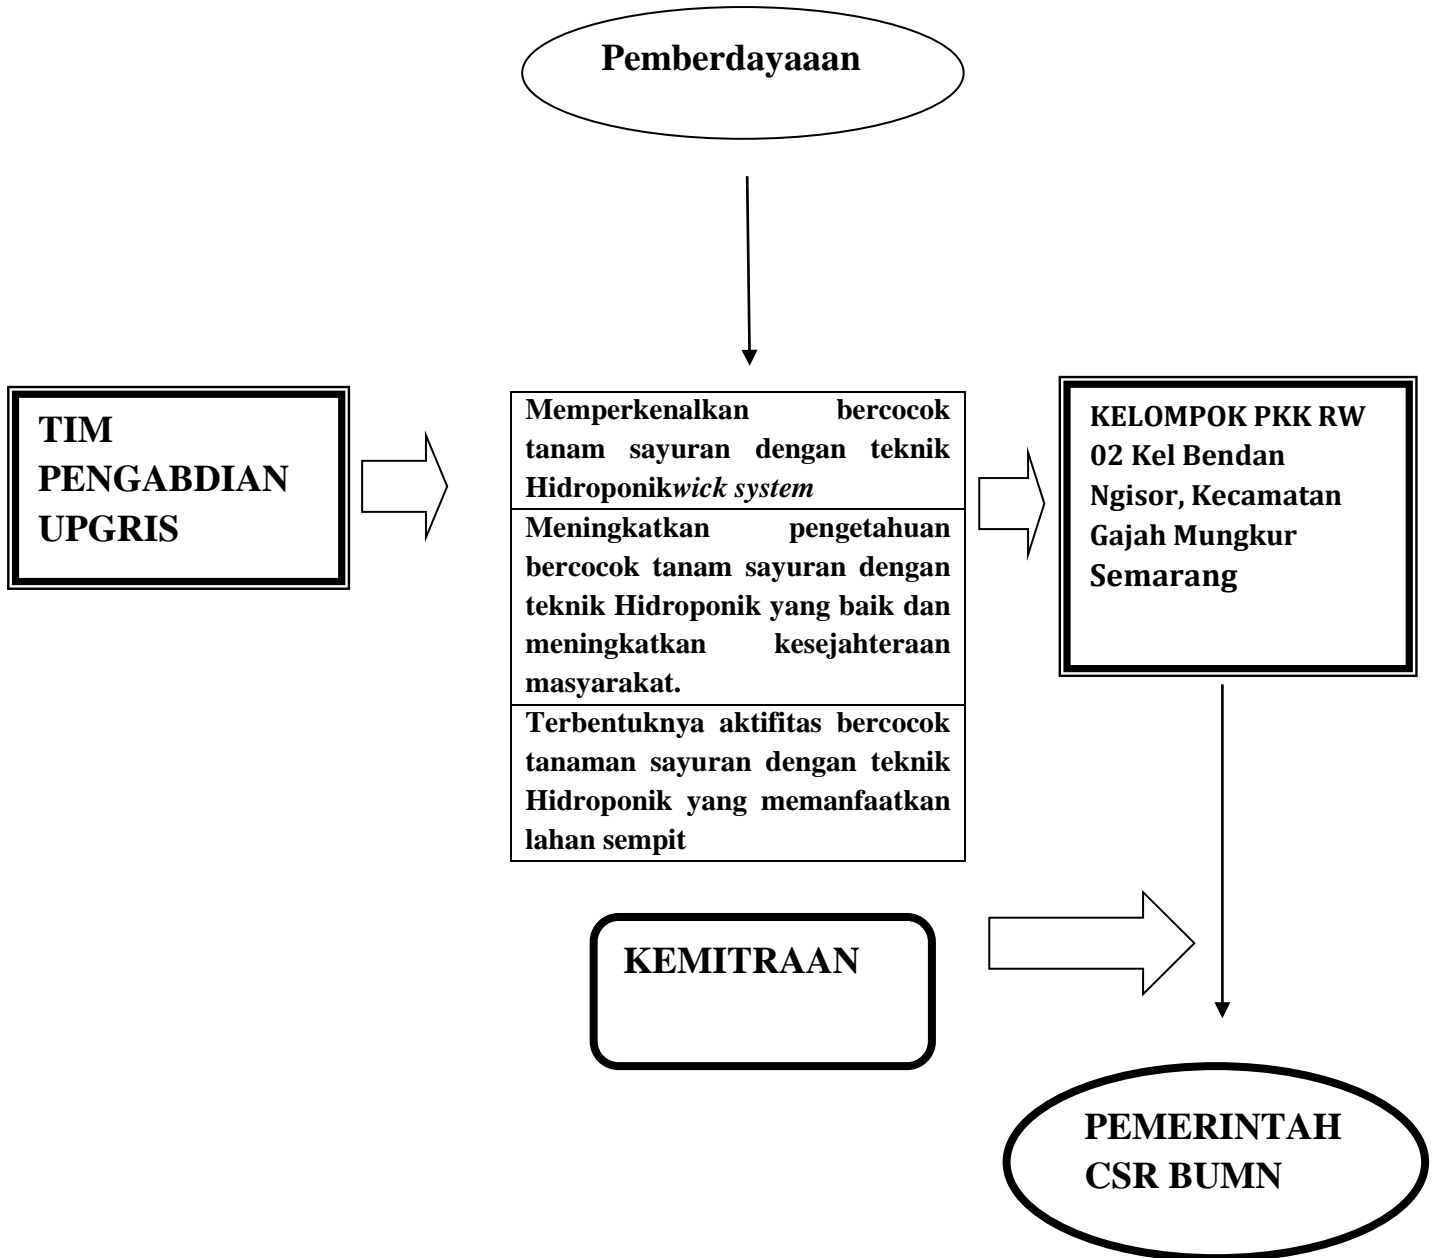 Pemberdayaaan
TIM
PENGABDIAN
UPGRIS
Memperkenalkan bercocok
tanam sayuran dengan teknik
Hidroponikwick system
Meningkatkan pengetahuan
bercocok tanam sayuran dengan
teknik Hidroponik yang baik dan
meningkatkan kesejahteraan
masyarakat.
Terbentuknya aktifitas bercocok
tanaman sayuran dengan teknik
Hidroponik yang memanfaatkan
lahan sempit
KELOMPOK PKK RW
02 Kel Bendan
Ngisor, Kecamatan
Gajah Mungkur
Semarang
KEMITRAAN
PEMERINTAH
CSR BUMN